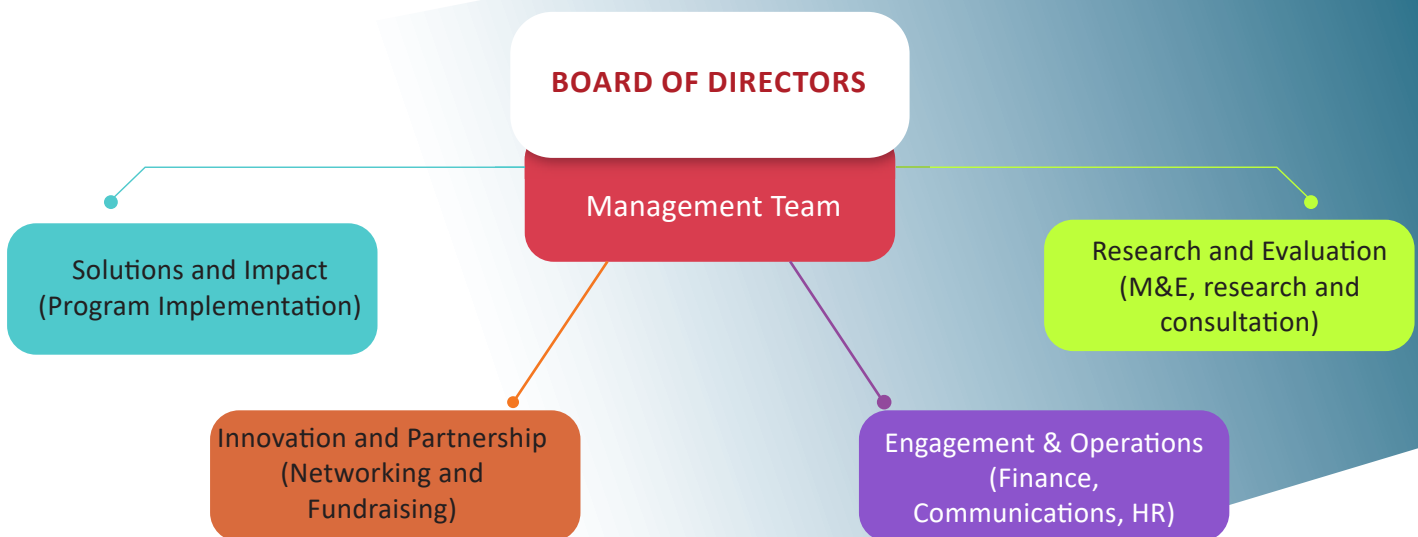 BOARD OF DIRECTORS
Management Team
Solutions and Impact
(Program Implementation)
Research and Evaluation
(M&E, research and
consultation)
Innovation and Partnership
(Networking and
Fundraising)
Engagement & Operations
(Finance,
Communications, HR)